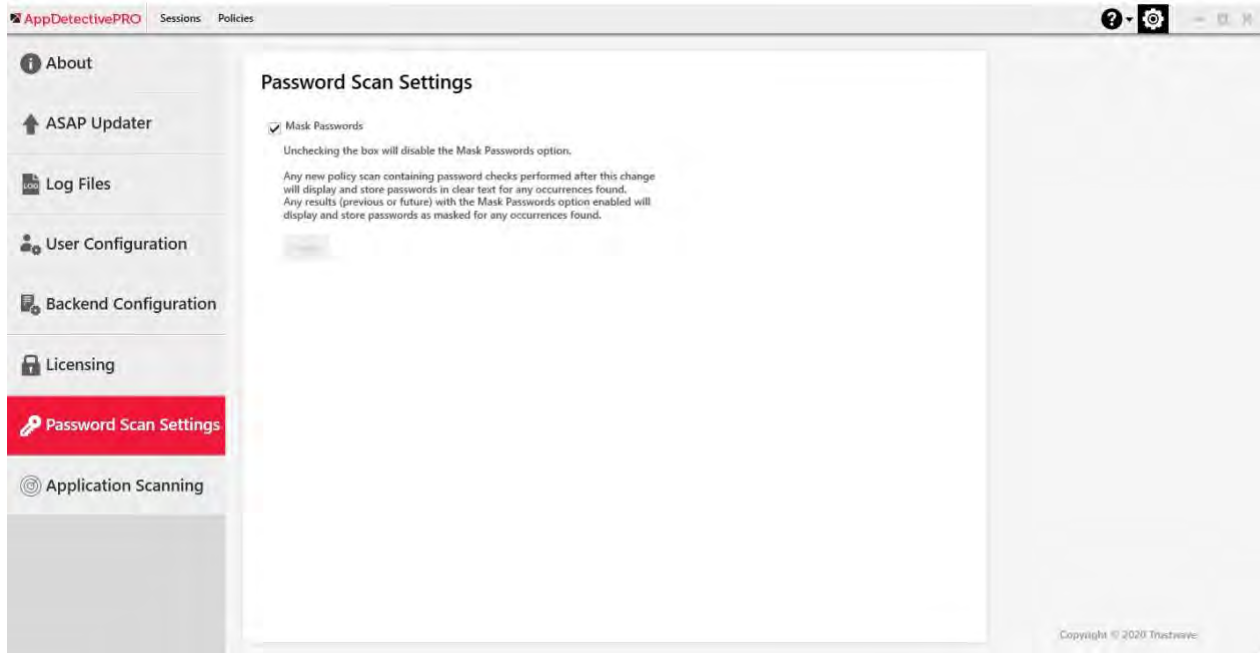 AppDetectivePRO Sessions Policies
About
ASAP Updater
LOG Log Files
User Configuration
Backend Configuration
Licensing
Password Scan Settings
Application Scanning
Password Scan Settings
Mask Passwords
Unchecking the box will disable the Mask Passwords option.
Any new policy scan containing password checks performed after this change
will display and store passwords in clear text for any occurrences found.
Any results (previous or future) with the Mask Passwords option enabled will
display and store passwords as masked for any occurrences found.
Copyright © 2020 Trustwave